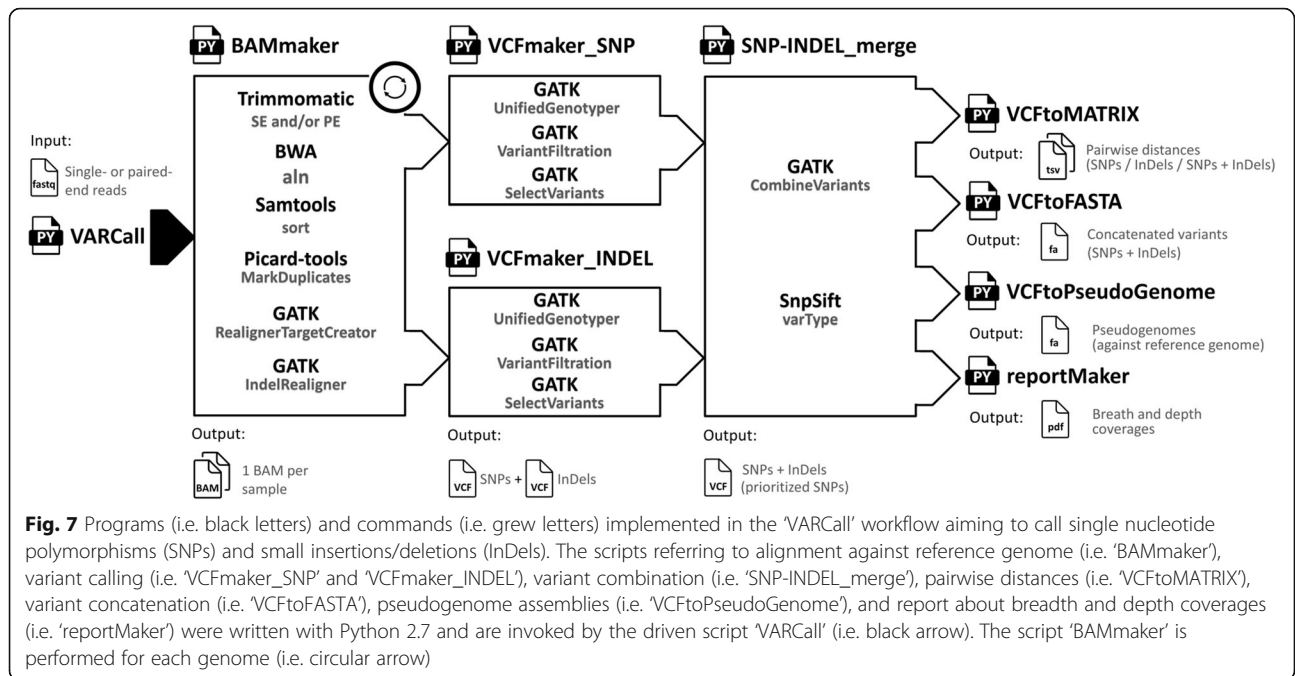 PY BAMmaker
PY VCFmaker_SNP
PY SNP-INDEL_merge
Input:
fastq
Single- or paired-
end reads
PY VARCall
Trimmomatic
SE and/or PE
BWA
aln
Samtools
sort
Picard-tools
MarkDuplicates
GATK
RealignerTargetCreator
GATK
IndelRealigner
Output:
BAM
1 BAM per
sample
GATK
UnifiedGenotyper
GATK
VariantFiltration
GATK
SelectVariants
PY VCFmaker_INDEL
GATK
UnifiedGenotyper
GATK
VariantFiltration
GATK
SelectVariants
Output:
VCF SNPs + VCF InDels
GATK
CombineVariants
SnpSift
varType
Output:
VCF
SNPs + InDels
(prioritized SNPs)
PY VCFtoMATRIX
Output:
tsv
Pairwise distances
(SNPs / InDels / SNPs + InDels)
PY VCFtoFASTA
Output:
fa
Concatenated variants
(SNPs + InDels)
PY VCFtoPseudoGenome
Output:
fa
Pseudogenomes
(against reference genome)
PY reportMaker
Output:
pdf
Breath and depth
coverages
Fig. 7 Programs (i.e. black letters) and commands (i.e. grew letters) implemented in the ‘VARCall’ workflow aiming to call single nucleotide
polymorphisms (SNPs) and small insertions/deletions (InDels). The scripts referring to alignment against reference genome (i.e. ‘BAMmaker’),
variant calling (i.e. ‘VCFmaker_SNP’ and ‘VCFmaker_INDEL’), variant combination (i.e. ‘SNP-INDEL_merge’), pairwise distances (i.e. ‘VCFtoMATRIX’),
variant concatenation (i.e. ‘VCFtoFASTA’), pseudogenome assemblies (i.e. ‘VCFtoPseudoGenome’), and report about breadth and depth coverages
(i.e. ‘reportMaker’) were written with Python 2.7 and are invoked by the driven script ‘VARCall’ (i.e. black arrow). The script ‘BAMmaker’ is
performed for each genome (i.e. circular arrow)